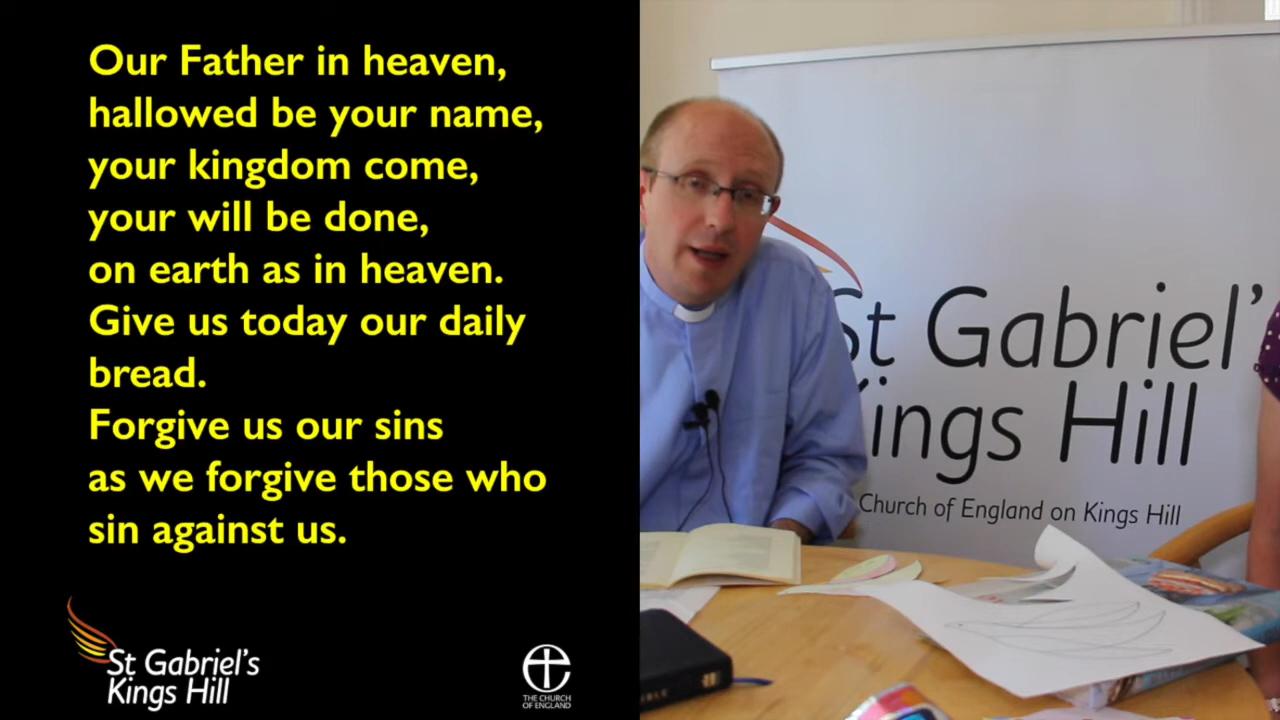 Our Father in heaven,
hallowed be your name,
your kingdom come,
your will be done,
on earth as in heaven.
Give us today our daily
bread.
Forgive us our sins
as we forgive those who
sin against us.
St Gabriel's
Kings Hill
THE CHURCH
OF ENGLAND
St Gabriel's
Kings Hill
Church of England on Kings Hill